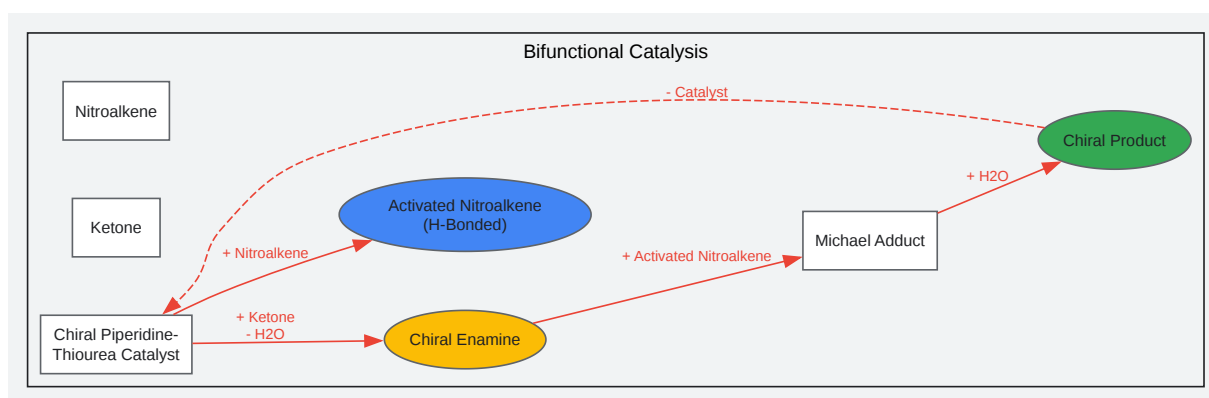 Bifunctional Catalysis
Nitroalkene
- Catalyst
Chiral Product
+ H2O
Activated Nitroalkene
(H-Bonded)
Ketone
Michael Adduct
+ Nitroalkene
+ Activated Nitroalkene
+ Ketone
- H2O
Chiral Piperidine-
Thiourea Catalyst
Chiral Enamine